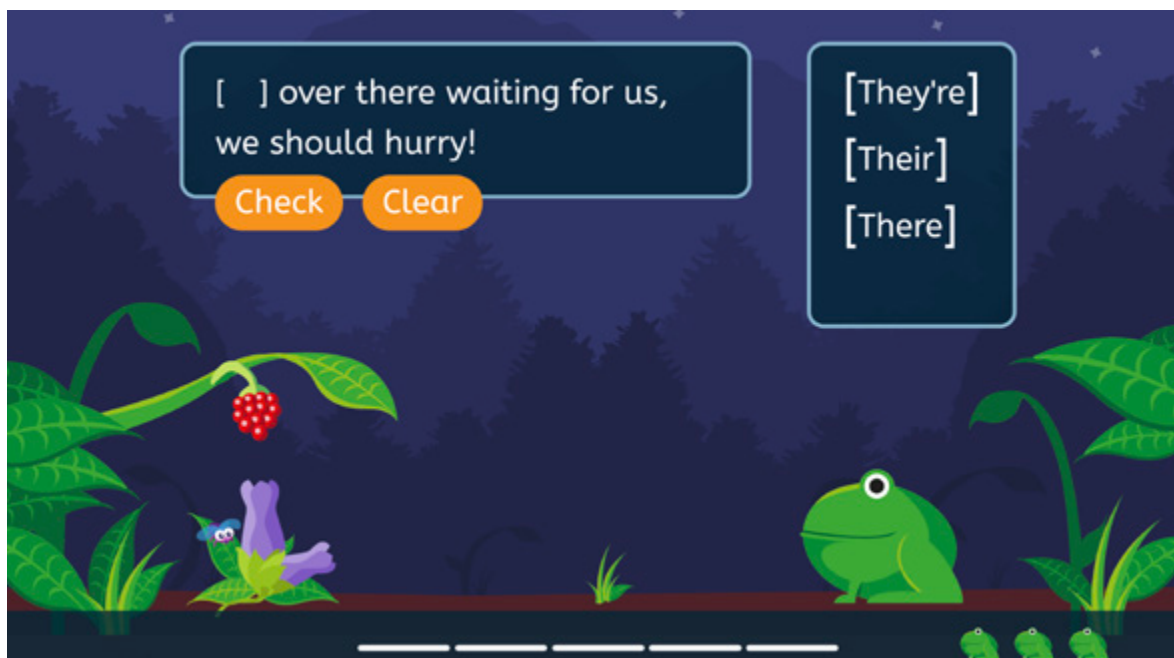 [ ] over there waiting for us,
we should hurry!
Check Clear
[They're]
[Their]
[There]